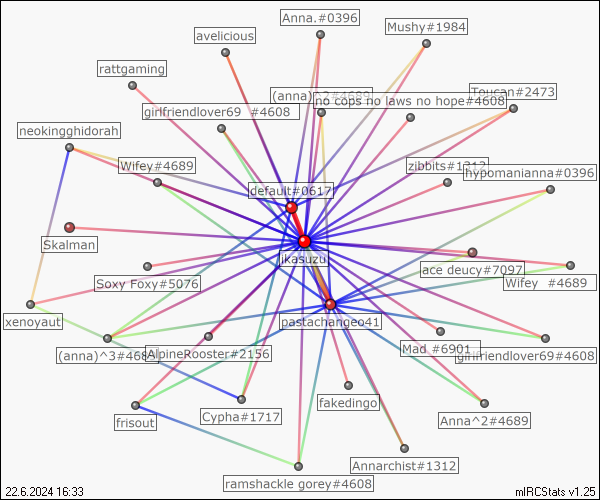 Anna.#0396
Mushy#1984
avelicious
rattgaming
Toucan#2473
(anna)^2#4689
no cops no laws no hope#4608
girlfriendlover69 #4608
neokingghidorah
Wifey#4689
zibbits#1312
hypomanianna#0396
default#0617
Skalman
jikasuzu
ace deucy#7097
Soxy Foxy#5076
Wifey #4689
xenoyaut
pastachangeo41
(anna)^3#468
AlpineRooster#2156
Mad #6901
girlfriendlover69#4608
frisout
Cypha#1717
fakedingo
Anna^2#4689
Annarchist#1312
ramshackle gorey#4608
22.6.2024 16:33
mIRCStats v1.25